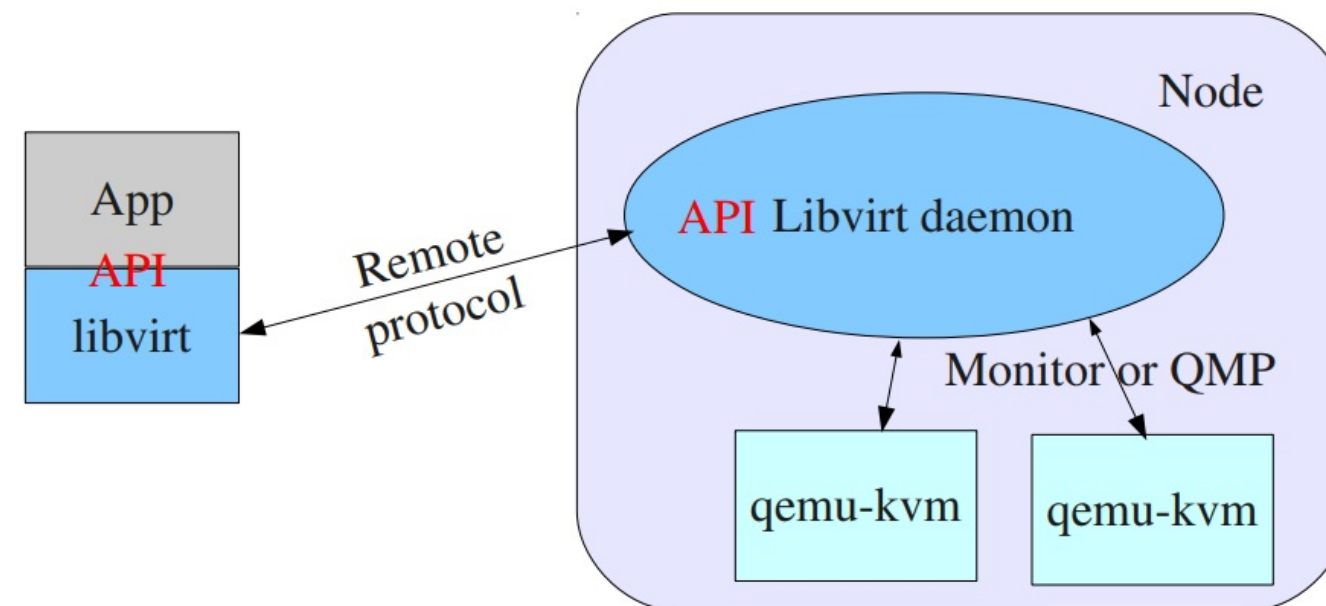 App
API
libvirt
Remote
protocol
Node
API Libvirt daemon
Monitor or QMP
qemu-kvm
qemu-kvm